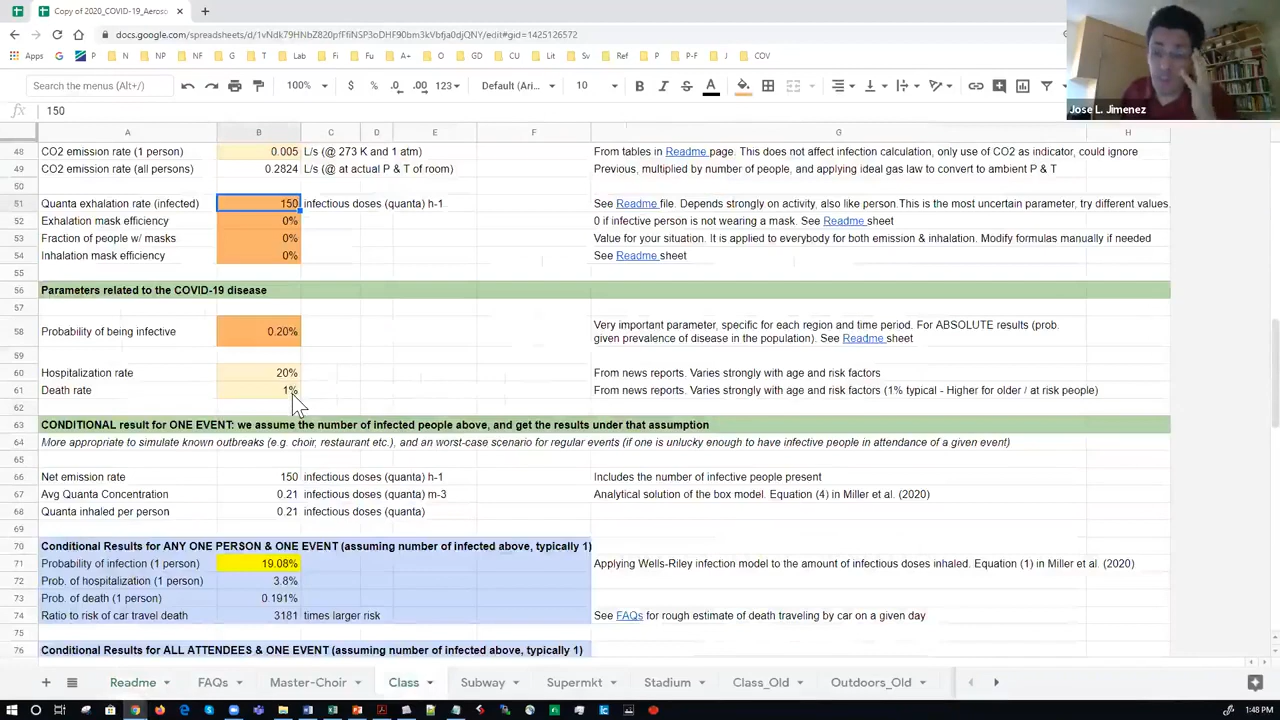 Copy of 2020_COVID-19_Aeros
docs.google.com/spreadsheets/d/1vNdk79HNbZ820pfFfiNSP3oDHF90bm3kVbfja0djQNY/edit#gid=1425126572
Apps P N NP NF G T Lab Fi Fu A+ O GD CU Lit Sv Ref P J COV
Jose L. Jimenez
Search the menus (Alt+/) 100% $ % .0 .00 123 Default (Ari... 10 B I S A
fx 150
A B C D E F G H
48 CO2 emission rate (1 person) 0.005 L/s (@ 273 K and 1 atm) From tables in Readme page. This does not affect infection calculation, only use of CO2 as indicator, could ignore
49 CO2 emission rate (all persons) 0.2824 L/s (@ at actual P & T of room) Previous, multiplied by number of people, and applying ideal gas law to convert to ambient P & T
50
51 Quanta exhalation rate (infected) 150 infectious doses (quanta) h-1 See Readme file. Depends strongly on activity, also like person.This is the most uncertain parameter, try different values.
52 Exhalation mask efficiency 0% 0 if infective person is not wearing a mask. See Readme sheet
53 Fraction of people w/ masks 0% Value for your situation. It is applied to everybody for both emission & inhalation. Modify formulas manually if needed
54 Inhalation mask efficiency 0% See Readme sheet
55
56 Parameters related to the COVID-19 disease
57
58 Probability of being infective 0.20% Very important parameter, specific for each region and time period. For ABSOLUTE results (prob.
given prevalence of disease in the population). See Readme sheet
59
60 Hospitalization rate 20% From news reports. Varies strongly with age and risk factors
61 Death rate 1% From news reports. Varies strongly with age and risk factors (1% typical - Higher for older / at risk people)
62
63 CONDITIONAL result for ONE EVENT: we assume the number of infected people above, and get the results under that assumption
64 More appropriate to simulate known outbreaks (e.g. choir, restaurant etc.), and an worst-case scenario for regular events (if one is unlucky enough to have infective people in attendance of a given event)
65
66 Net emission rate 150 infectious doses (quanta) h-1 Includes the number of infective people present
67 Avg Quanta Concentration 0.21 infectious doses (quanta) m-3 Analytical solution of the box model. Equation (4) in Miller et al. (2020)
68 Quanta inhaled per person 0.21 infectious doses (quanta)
69
70 Conditional Results for ANY ONE PERSON & ONE EVENT (assuming number of infected above, typically 1)
71 Probability of infection (1 person) 19.08% Applying Wells-Riley infection model to the amount of infectious doses inhaled. Equation (1) in Miller et al. (2020)
72 Prob. of hospitalization (1 person) 3.8%
73 Prob. of death (1 person) 0.191%
74 Ratio to risk of car travel death 3181 times larger risk See FAQs for rough estimate of death traveling by car on a given day
75
76 Conditional Results for ALL ATTENDEES & ONE EVENT (assuming number of infected above, typically 1)
Readme FAQs Master-Choir Class Subway Supermkt Stadium Class_Old Outdoors_Old
1:48 PM